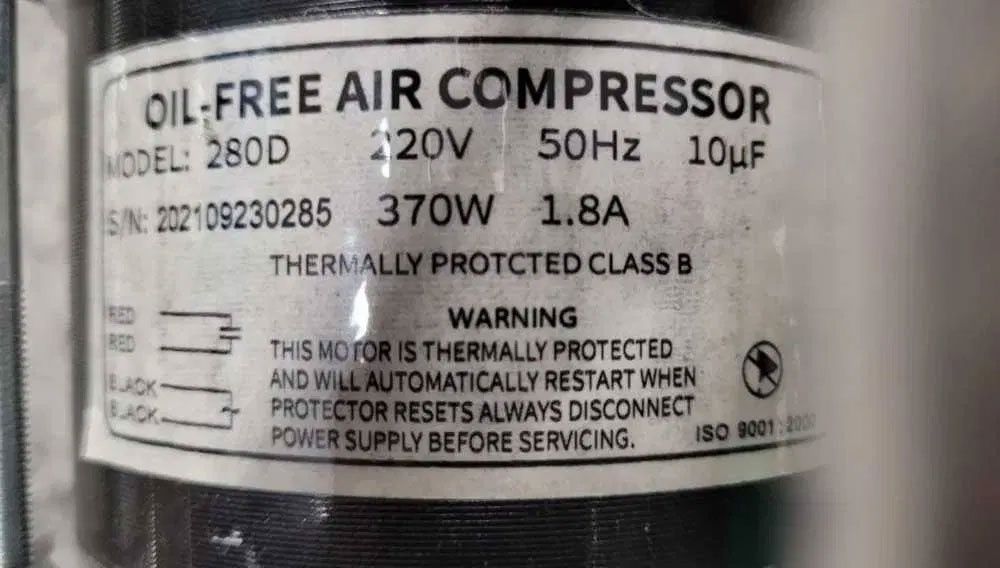 OIL-FREE AIR COMPRESSOR
MODEL: 280D 220V 50Hz 10μF
S/N: 202109230285 370W 1.8A
THERMALLY PROTCTED CLASS B
RED
RED
BLACK
BLACK
WARNING
THIS MOTOR IS THERMALLY PROTECTED
AND WILL AUTOMATICALLY RESTART WHEN
PROTECTOR RESETS ALWAYS DISCONNECT
POWER SUPPLY BEFORE SERVICING.
ISO 9001:2000